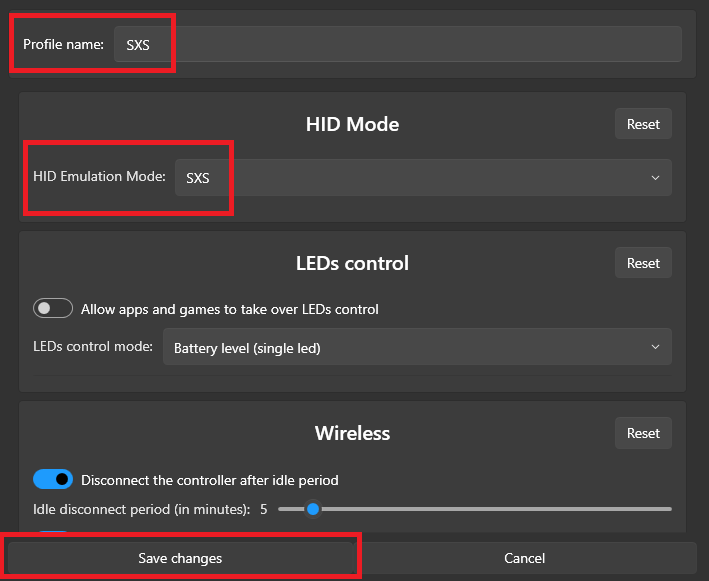 Profile name: SXS
HID Mode
Reset
HID Emulation Mode: SXS
LEDs control
Reset
Allow apps and games to take over LEDs control
LEDs control mode: Battery level (single led)
Wireless
Reset
Disconnect the controller after idle period
Idle disconnect period (in minutes): 5
Save changes
Cancel